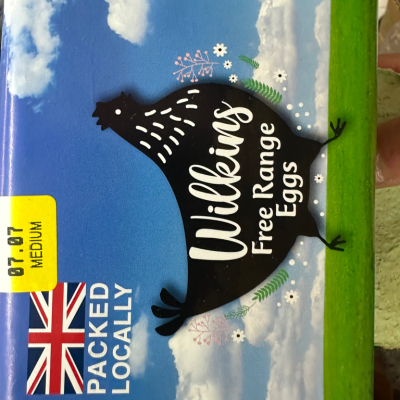 Wilkins
Free Range
Eggs
07.07
MEDIUM
PACKED
LOCALLY